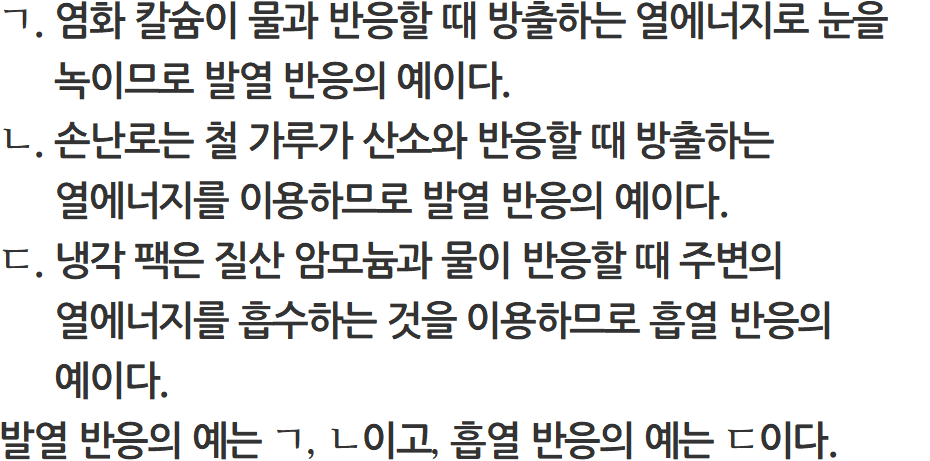 ㄱ. 염화 칼슘이 물과 반응할 때 방출하는 열에너지로 눈을
녹이므로 발열 반응의 예이다.
ㄴ. 손난로는 철 가루가 산소와 반응할 때 방출하는
열에너지를 이용하므로 발열 반응의 예이다.
ㄷ. 냉각 팩은 질산 암모늄과 물이 반응할 때 주변의
열에너지를 흡수하는 것을 이용하므로 흡열 반응의
예이다.
발열 반응의 예는 ㄱ, ㄴ이고, 흡열 반응의 예는 ㄷ이다.